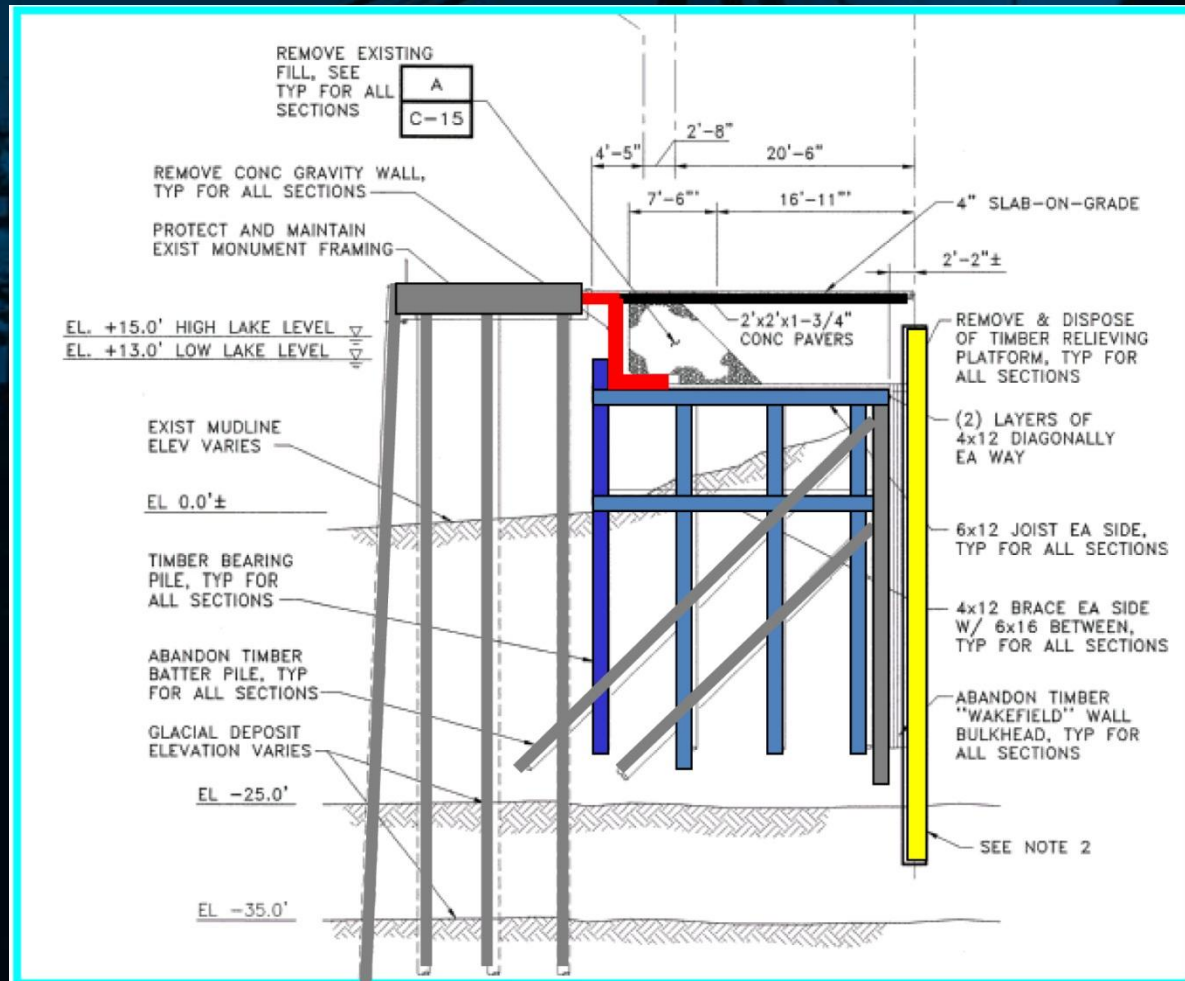 REMOVE EXISTING
FILL, SEE
TYP FOR ALL
SECTIONS
A
C-15
2'-8"
4'-5"
20'-6"
REMOVE CONC GRAVITY WALL,
TYP FOR ALL SECTIONS
7'-6"'
16'-11"'
4" SLAB-ON-GRADE
PROTECT AND MAINTAIN
EXIST MONUMENT FRAMING
2'-2"±
EL. +15.0' HIGH LAKE LEVEL
EL. +13.0' LOW LAKE LEVEL
2'x2'x1-3/4"
CONC PAVERS
REMOVE & DISPOSE
OF TIMBER RELIEVING
PLATFORM, TYP FOR
ALL SECTIONS
EXIST MUDLINE
ELEV VARIES
(2) LAYERS OF
4x12 DIAGONALLY
EA WAY
EL 0.0'±
6x12 JOIST EA SIDE,
TYP FOR ALL SECTIONS
TIMBER BEARING
PILE, TYP FOR
ALL SECTIONS
4x12 BRACE EA SIDE
W/ 6x16 BETWEEN,
TYP FOR ALL SECTIONS
ABANDON TIMBER
BATTER PILE, TYP
FOR ALL SECTIONS
ABANDON TIMBER
"WAKEFIELD" WALL
BULKHEAD, TYP FOR
ALL SECTIONS
GLACIAL DEPOSIT
ELEVATION VARIES
EL -25.0'
SEE NOTE 2
EL -35.0'